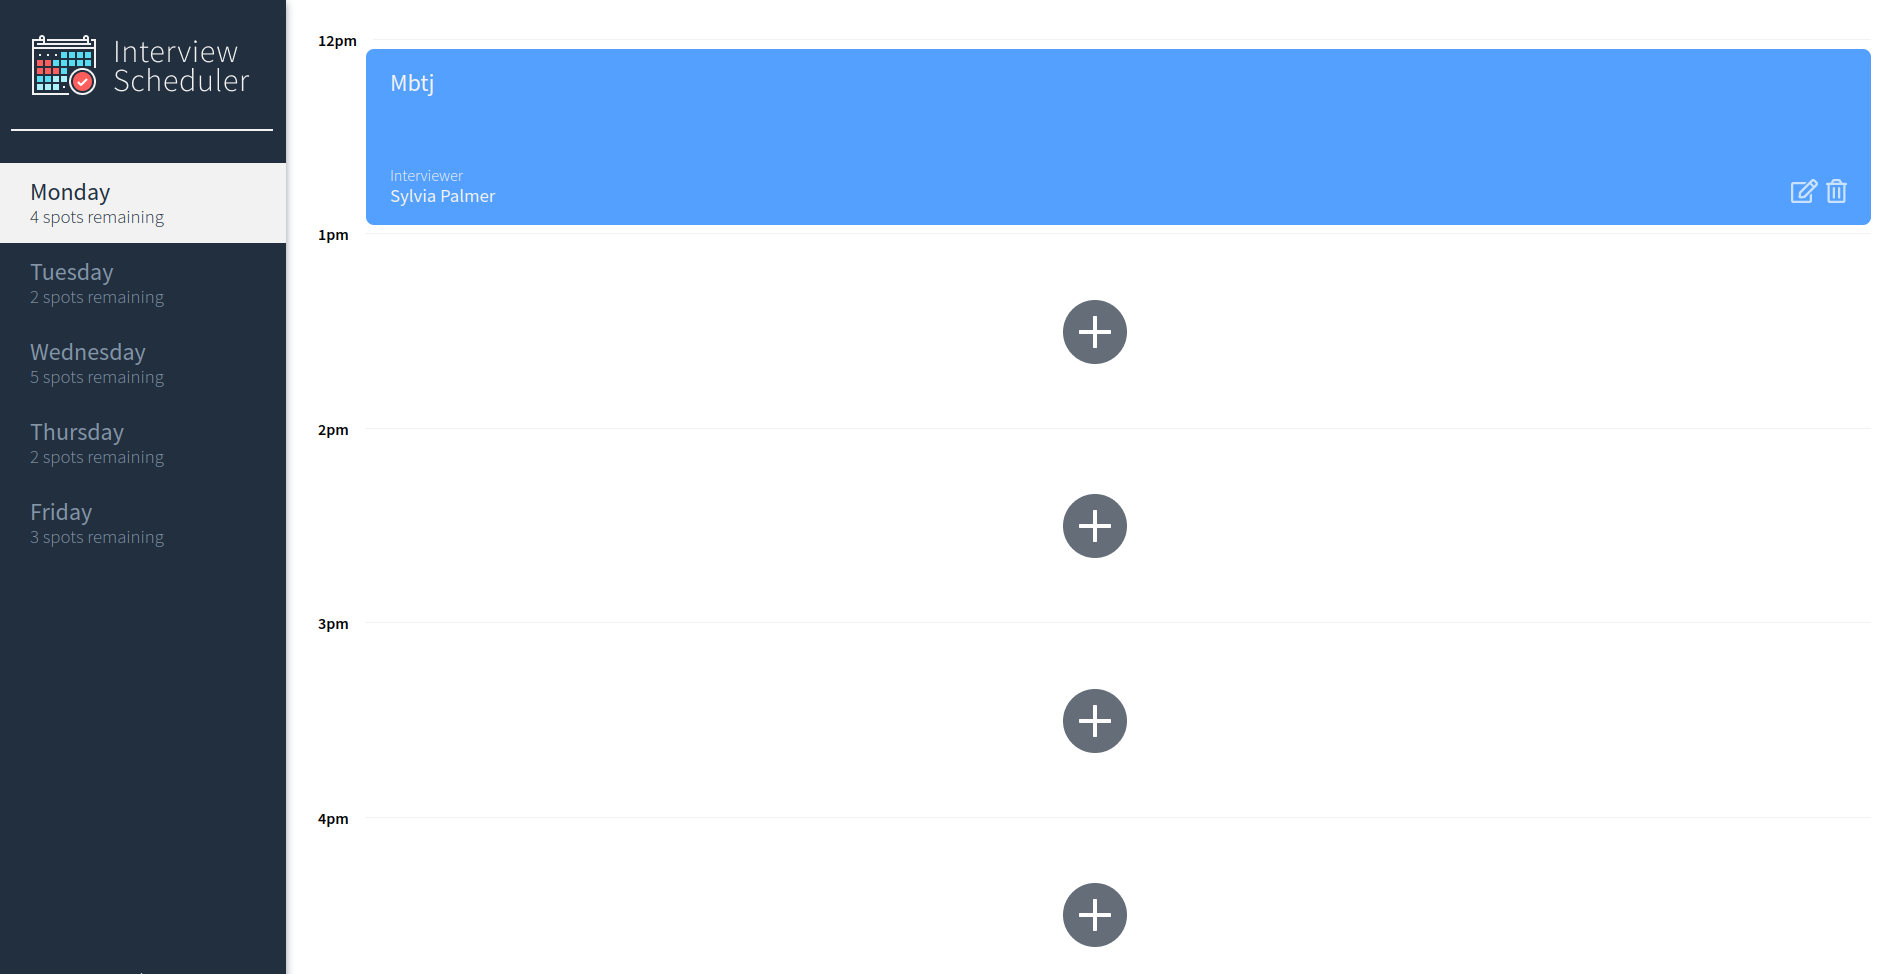 Interview
Scheduler
Monday
4 spots remaining
Tuesday
2 spots remaining
Wednesday
5 spots remaining
Thursday
2 spots remaining
Friday
3 spots remaining
12pm
Mbtj
Interviewer
Sylvia Palmer
1pm
2pm
3pm
4pm